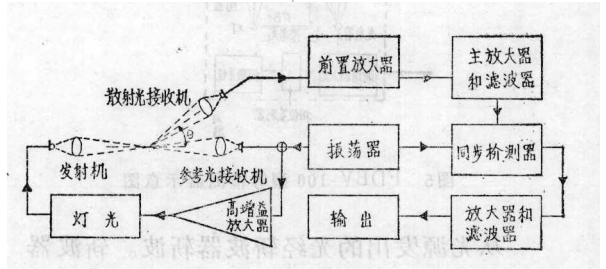 前置放大器
主放大器
和滤波器
散射光接收机
θ
发射机
参考光接收机
振荡器
同步检测器
灯光
高增益
放大器
输出
放大器和
滤波器